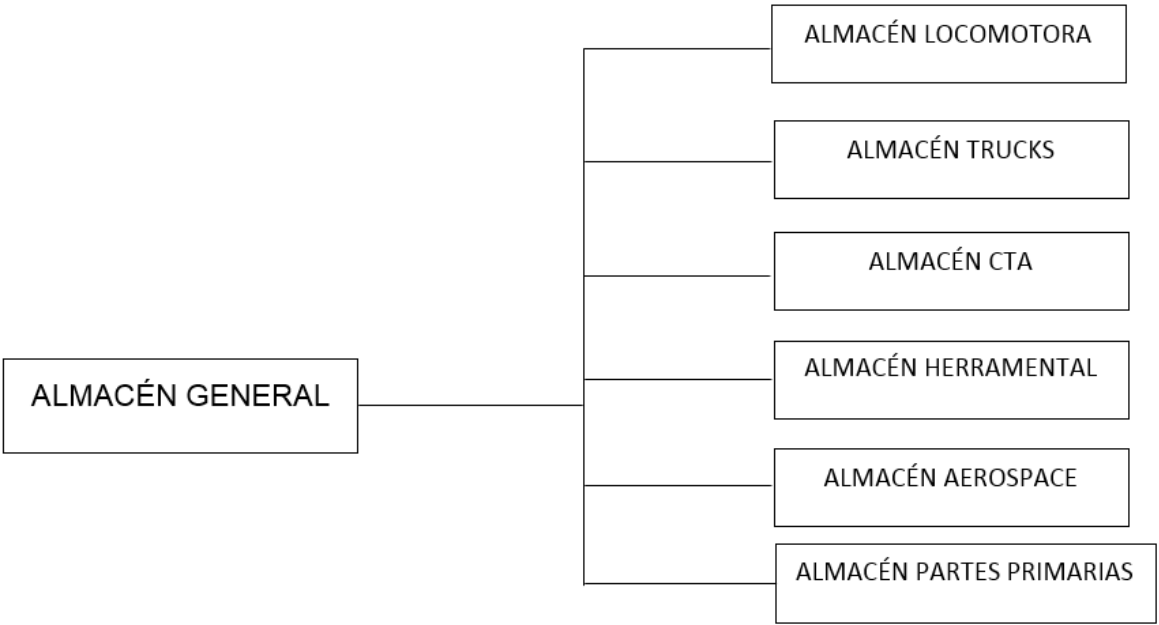 ALMACÉN LOCOMOTORA
ALMACÉN TRUCKS
ALMACÉN CTA
ALMACÉN GENERAL
ALMACÉN HERRAMENTAL
ALMACÉN AEROSPACE
ALMACÉN PARTES PRIMARIAS